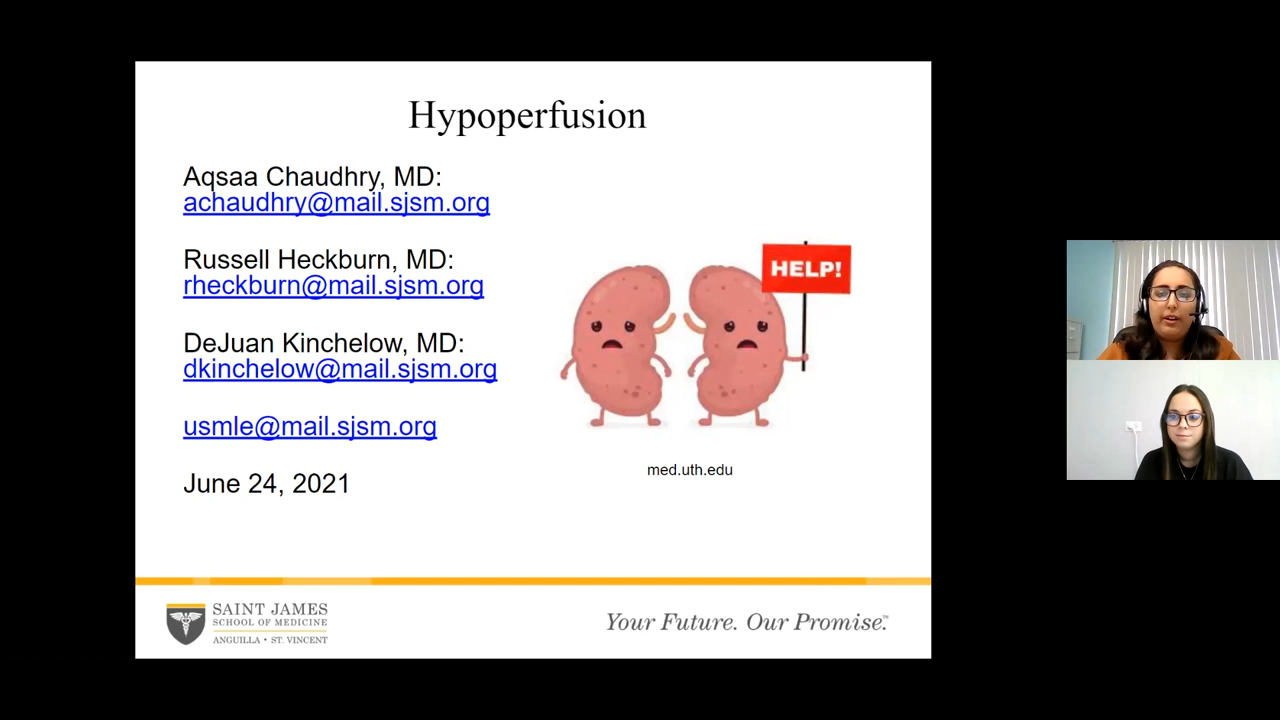 Hypoperfusion
Aqsaa Chaudhry, MD:
achaudhry@mail.sjsm.org
Russell Heckburn, MD:
rheckburn@mail.sjsm.org
DeJuan Kinchelow, MD:
dkinchelow@mail.sjsm.org
usmle@mail.sjsm.org
June 24, 2021
HELP!
med.uth.edu
SAINT JAMES
SCHOOL OF MEDICINE
ANGUILLA • ST. VINCENT
Your Future. Our Promise.™